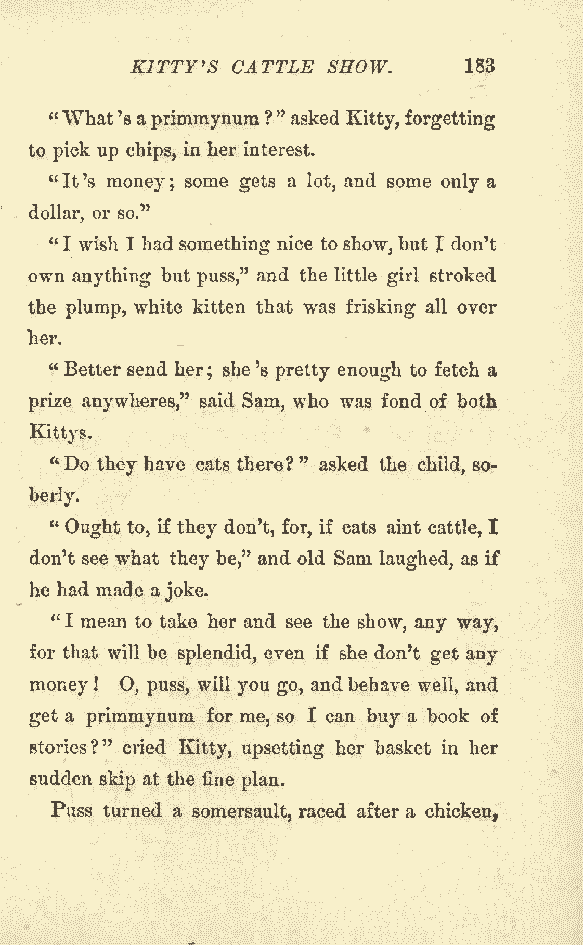 KITTY'S CATTLE SHOW. 183
"What's a primmynum?" asked Kitty, forgetting
to pick up chips, in her interest.
"It's money; some gets a lot, and some only a
dollar, or so."
"I wish I had something nice to show, but I don't
own anything but puss," and the little girl stroked
the plump, white kitten that was frisking all over
her.
"Better send her; she's pretty enough to fetch a
prize anywheres," said Sam, who was fond of both
Kittys.
"Do they have cats there?" asked the child, so-
berly.
"Ought to, if they don't, for, if cats aint cattle, I
don't see what they be," and old Sam laughed, as if
he had made a joke.
"I mean to take her and see the show, any way,
for that will be splendid, even if she don't get any
money! O, puss, will you go, and behave well, and
get a primmynum for me, so I can buy a book of
stories?" cried Kitty, upsetting her basket in her
sudden skip at the fine plan.
Puss turned a somersault, raced after a chicken,